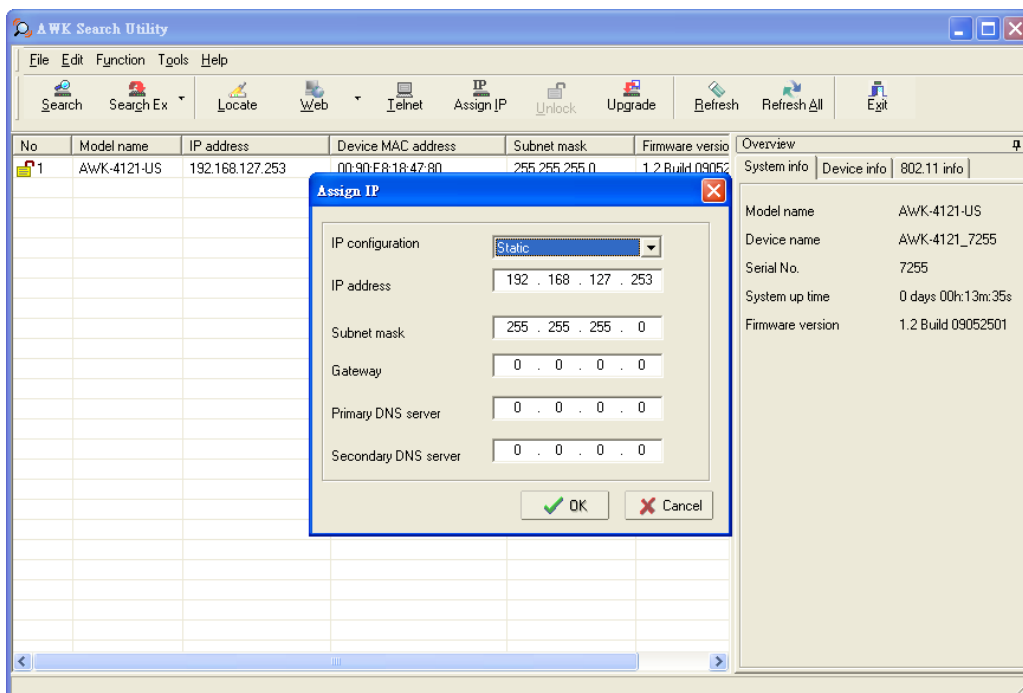 AWK Search Utility
File Edit Function Tools Help
Search Search Ex Locate Web Telnet IP Assign IP Unlock Upgrade Refresh Refresh All Exit
No Model name IP address Device MAC address Subnet mask Firmware versio
1 AWK-4121-US 192.168.127.253 00:90:E8:18:47:80 255.255.255.0 1.2 Build 09052
Overview
System info Device info 802.11 info
Model name AWK-4121-US
Device name AWK-4121_7255
Serial No. 7255
System up time 0 days 00h:13m:35s
Firmware version 1.2 Build 09052501
Assign IP
IP configuration Static
IP address 192 . 168 . 127 . 253
Subnet mask 255 . 255 . 255 . 0
Gateway 0 . 0 . 0 . 0
Primary DNS server 0 . 0 . 0 . 0
Secondary DNS server 0 . 0 . 0 . 0
OK Cancel